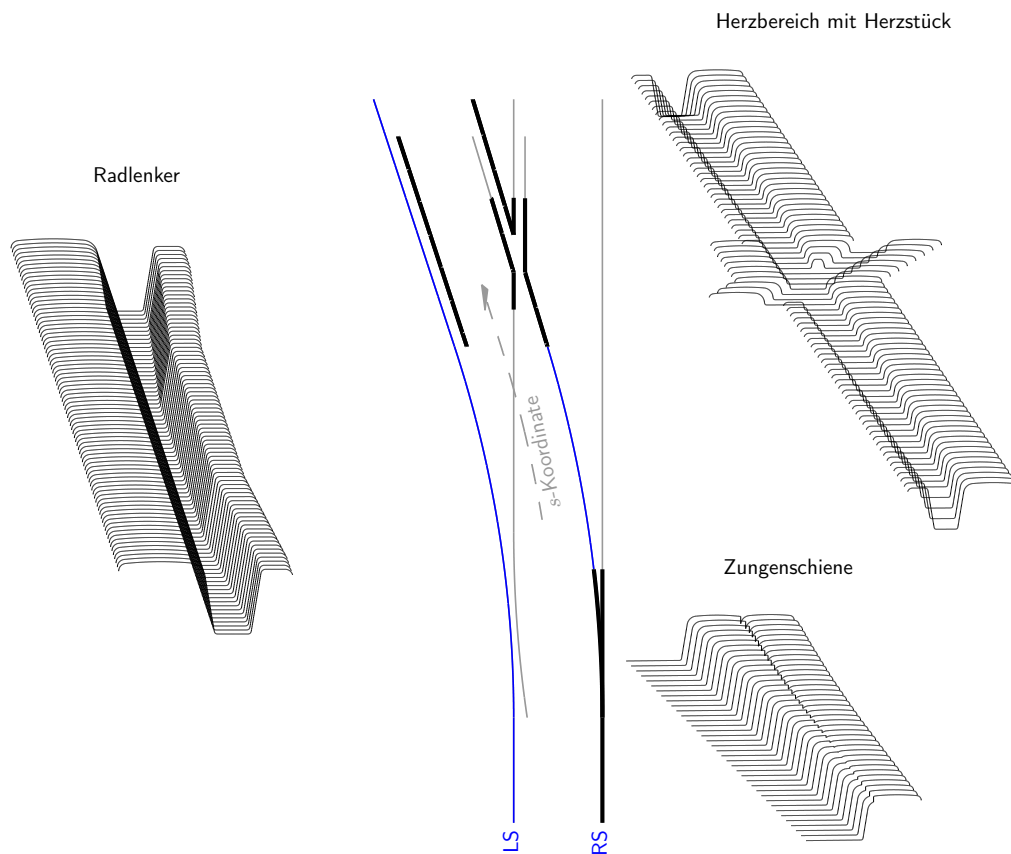 Herzbereich mit Herzstück
Radlenker
s-Koordinate
Zungenschiene
LS
RS